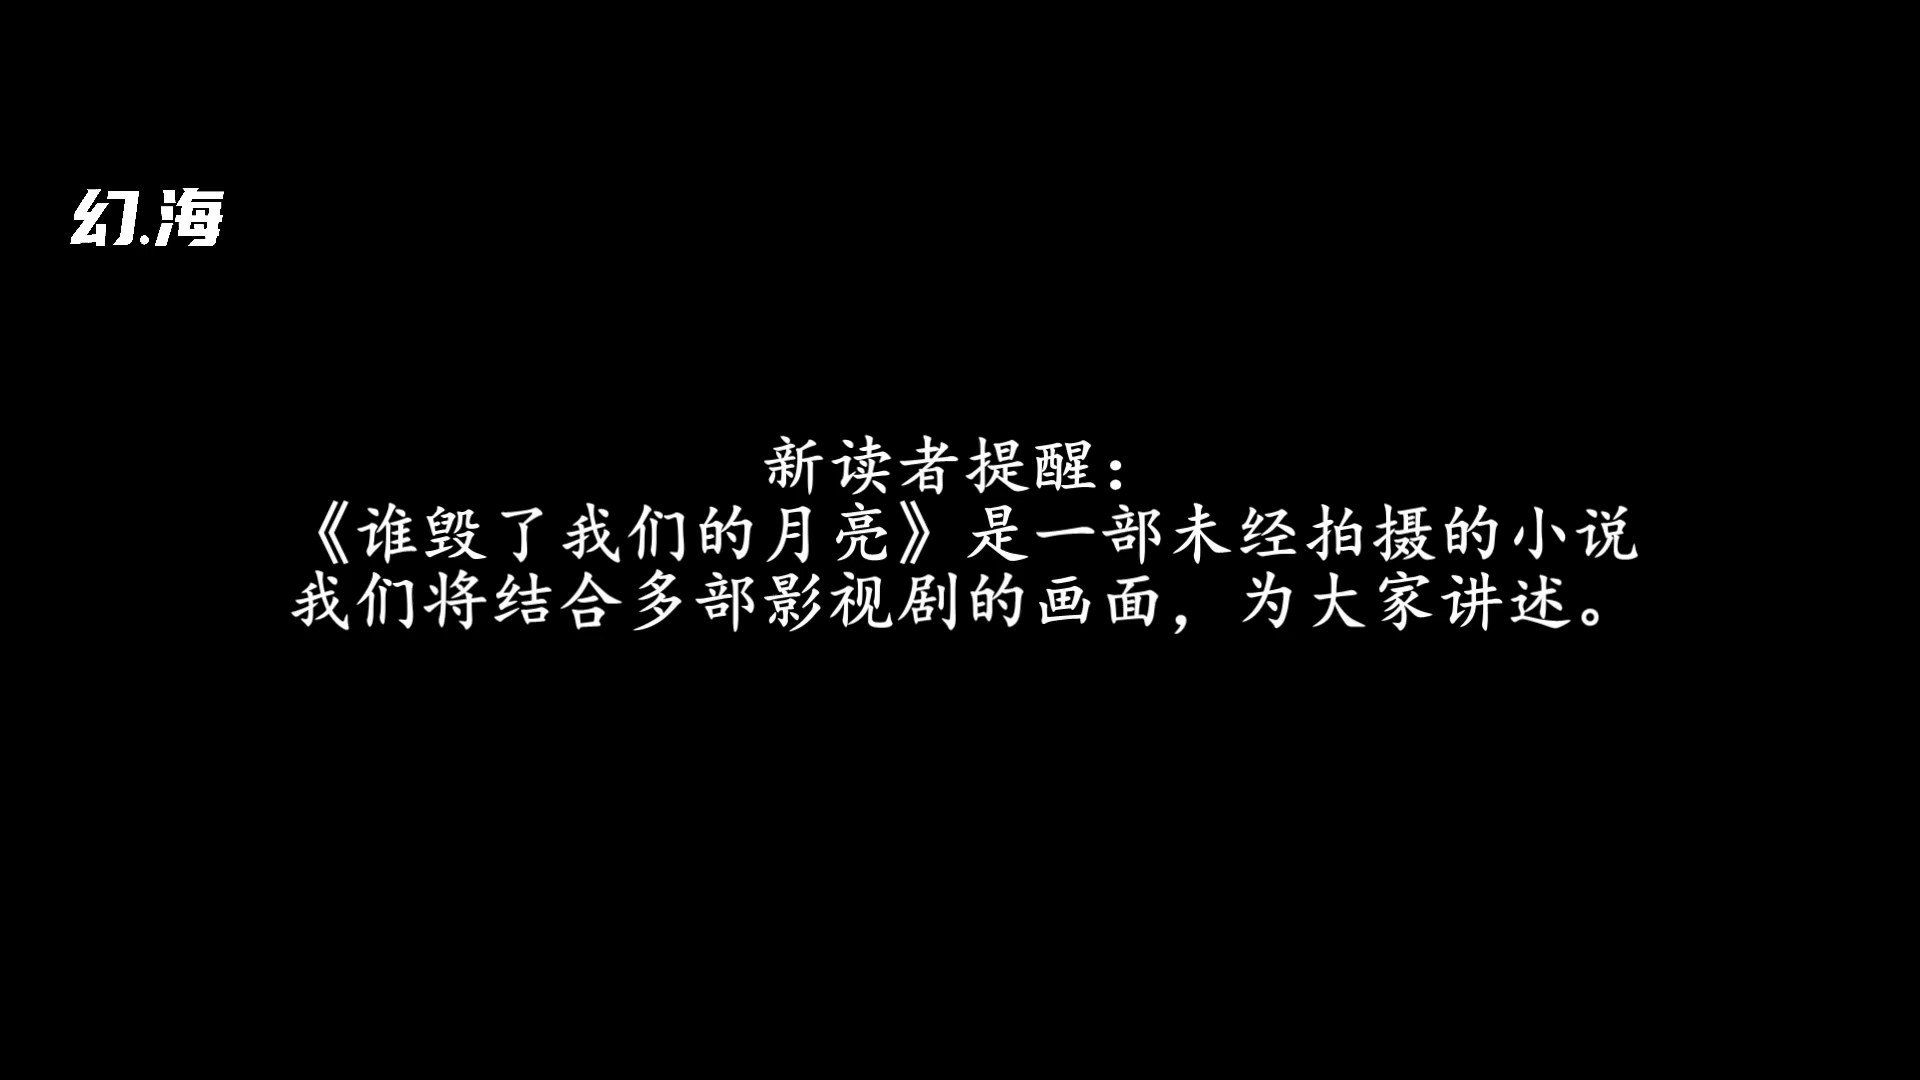 幻.海
新读者提醒：
《谁毁了我们的月亮》是一部未经拍摄的小说
我们将结合多部影视剧的画面，为大家讲述。